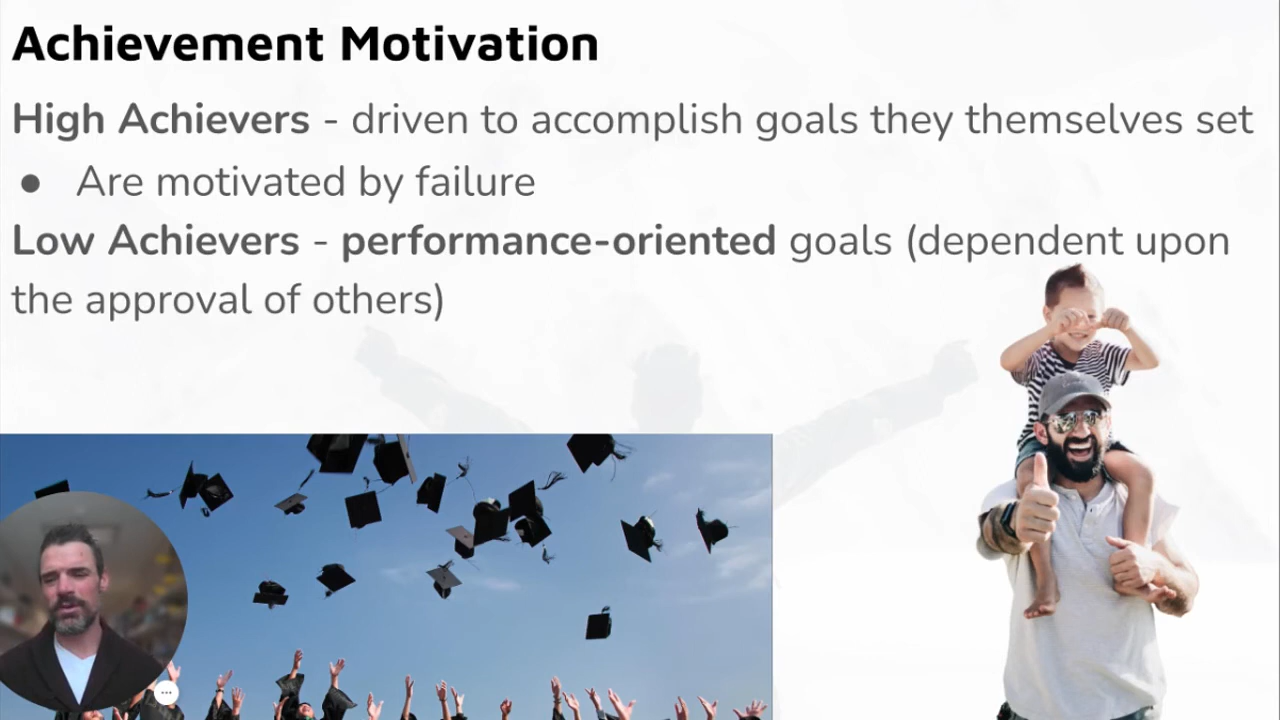 Achievement Motivation
High Achievers - driven to accomplish goals they themselves set
● Are motivated by failure
Low Achievers - performance-oriented goals (dependent upon
the approval of others)